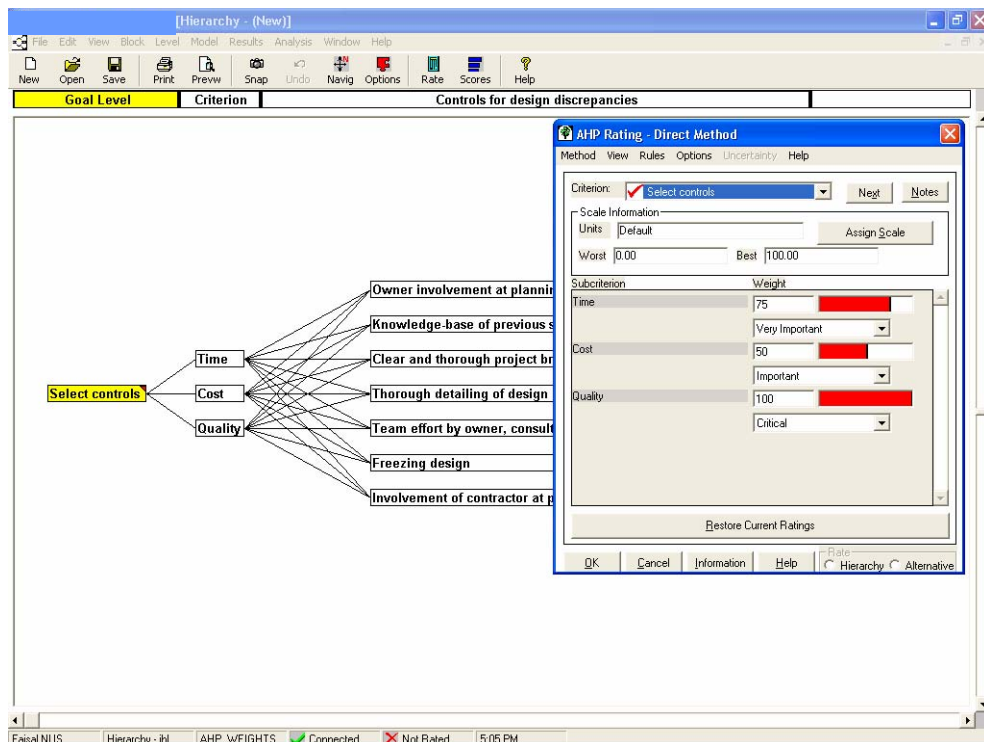 [Hierarchy - (New)]
File Edit View Block Level Model Results Analysis Window Help
New Open Save Print Prevw Snap Undo Navig Options Rate Scores Help
Goal Level Criterion Controls for design discrepancies
Select controls
Time
Cost
Quality
Owner involvement at plannin
Knowledge-base of previous s
Clear and thorough project br
Thorough detailing of design
Team effort by owner, consult
Freezing design
Involvement of contractor at p
AHP Rating - Direct Method
Method View Rules Options Uncertainty Help
Criterion: Select controls Next Notes
Scale Information
Units Default Assign Scale
Worst 0.00 Best 100.00
Subcriterion Weight
Time 75
Very Important
Cost 50
Important
Quality 100
Critical
Restore Current Ratings
OK Cancel Information Help
Rate
Hierarchy Alternative
Faisal NUS Hierarchy - ihl AHP WEIGHTS Connected Not Rated 5:05 PM